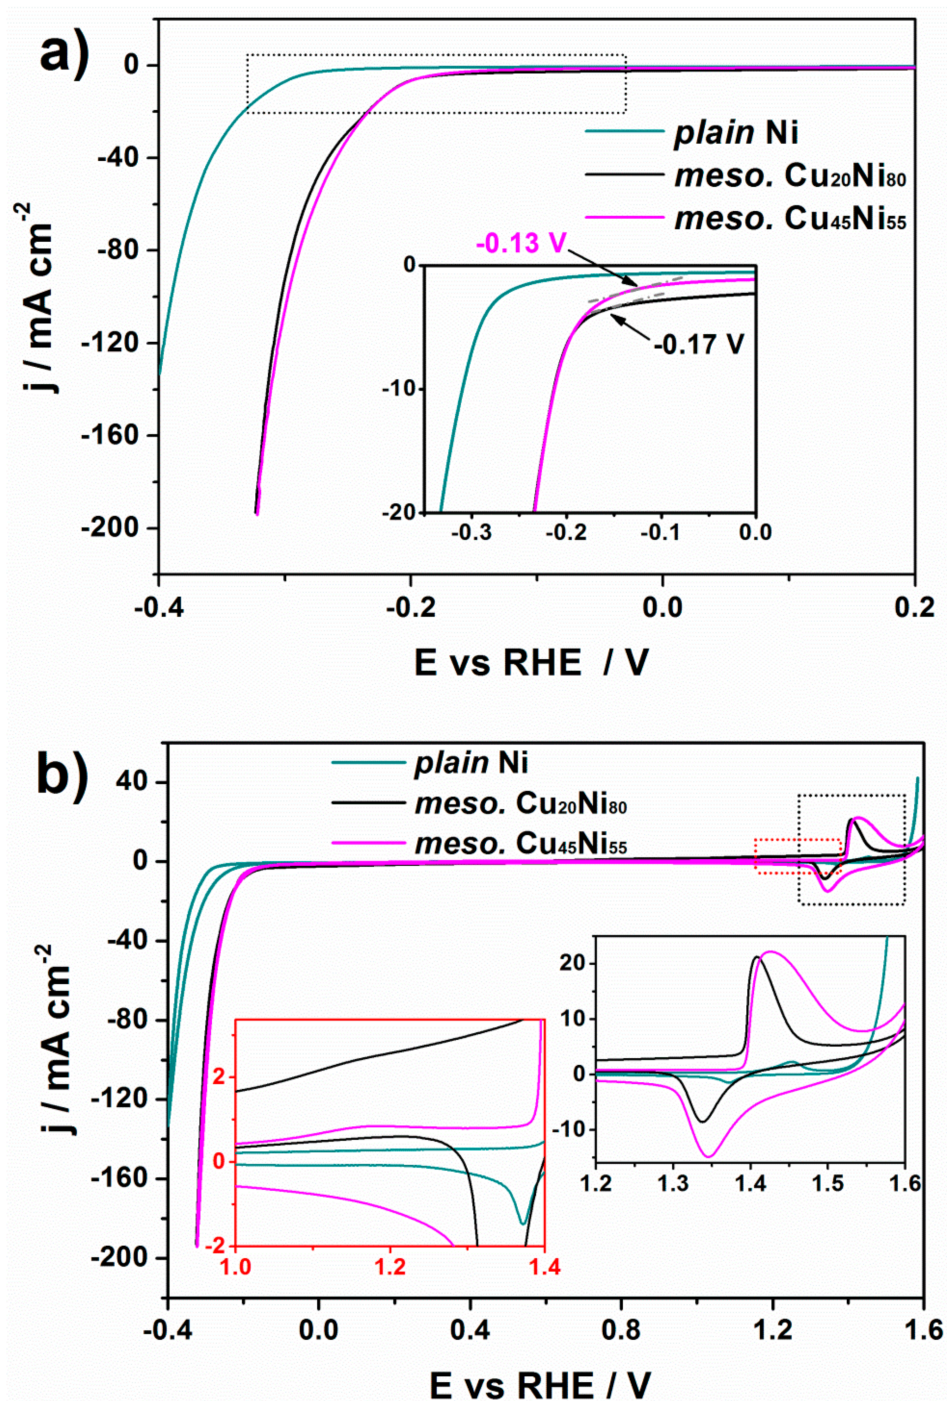 a)
0
-40
-80
-120
-160
-200
j / mA cm-2
plain Ni
meso. Cu20Ni80
meso. Cu45Ni55
-0.13 V
-0.17 V
0
-10
-20
-0.3 -0.2 -0.1 0.0
-0.4 -0.2 0.0 0.2
E vs RHE / V
b)
40
0
-40
-80
-120
-160
-200
j / mA cm-2
plain Ni
meso. Cu20Ni80
meso. Cu45Ni55
2
0
-2
1.0 1.2 1.4
20
10
0
-10
1.2 1.3 1.4 1.5 1.6
-0.4 0.0 0.4 0.8 1.2 1.6
E vs RHE / V